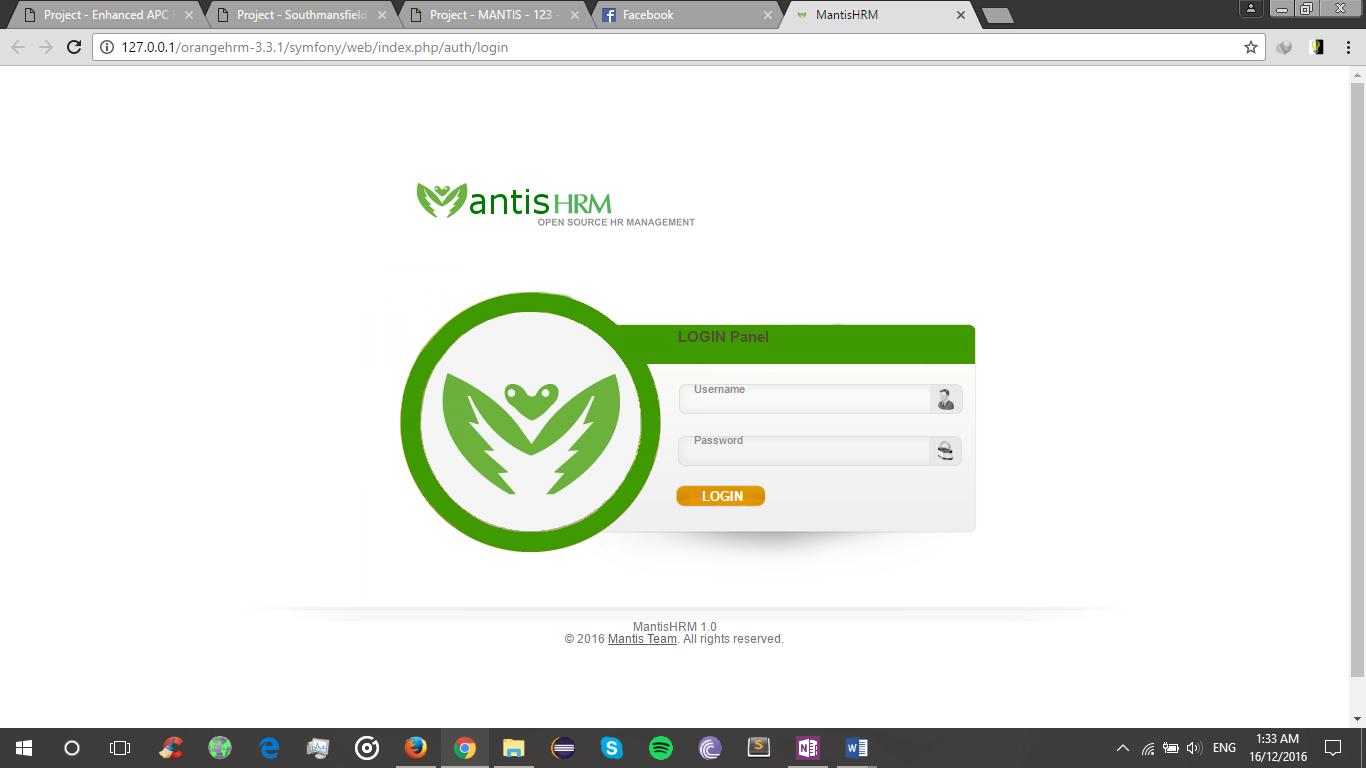 Project - Enhanced APC
Project - Southmansfield
Project - MANTIS - 123 -
Facebook
MantisHRM
127.0.0.1/orangehrm-3.3.1/symfony/web/index.php/auth/login
antis HRM
OPEN SOURCE HR MANAGEMENT
LOGIN Panel
Username
Password
LOGIN
MantisHRM 1.0
© 2016 Mantis Team. All rights reserved.
ENG
1:33 AM
16/12/2016